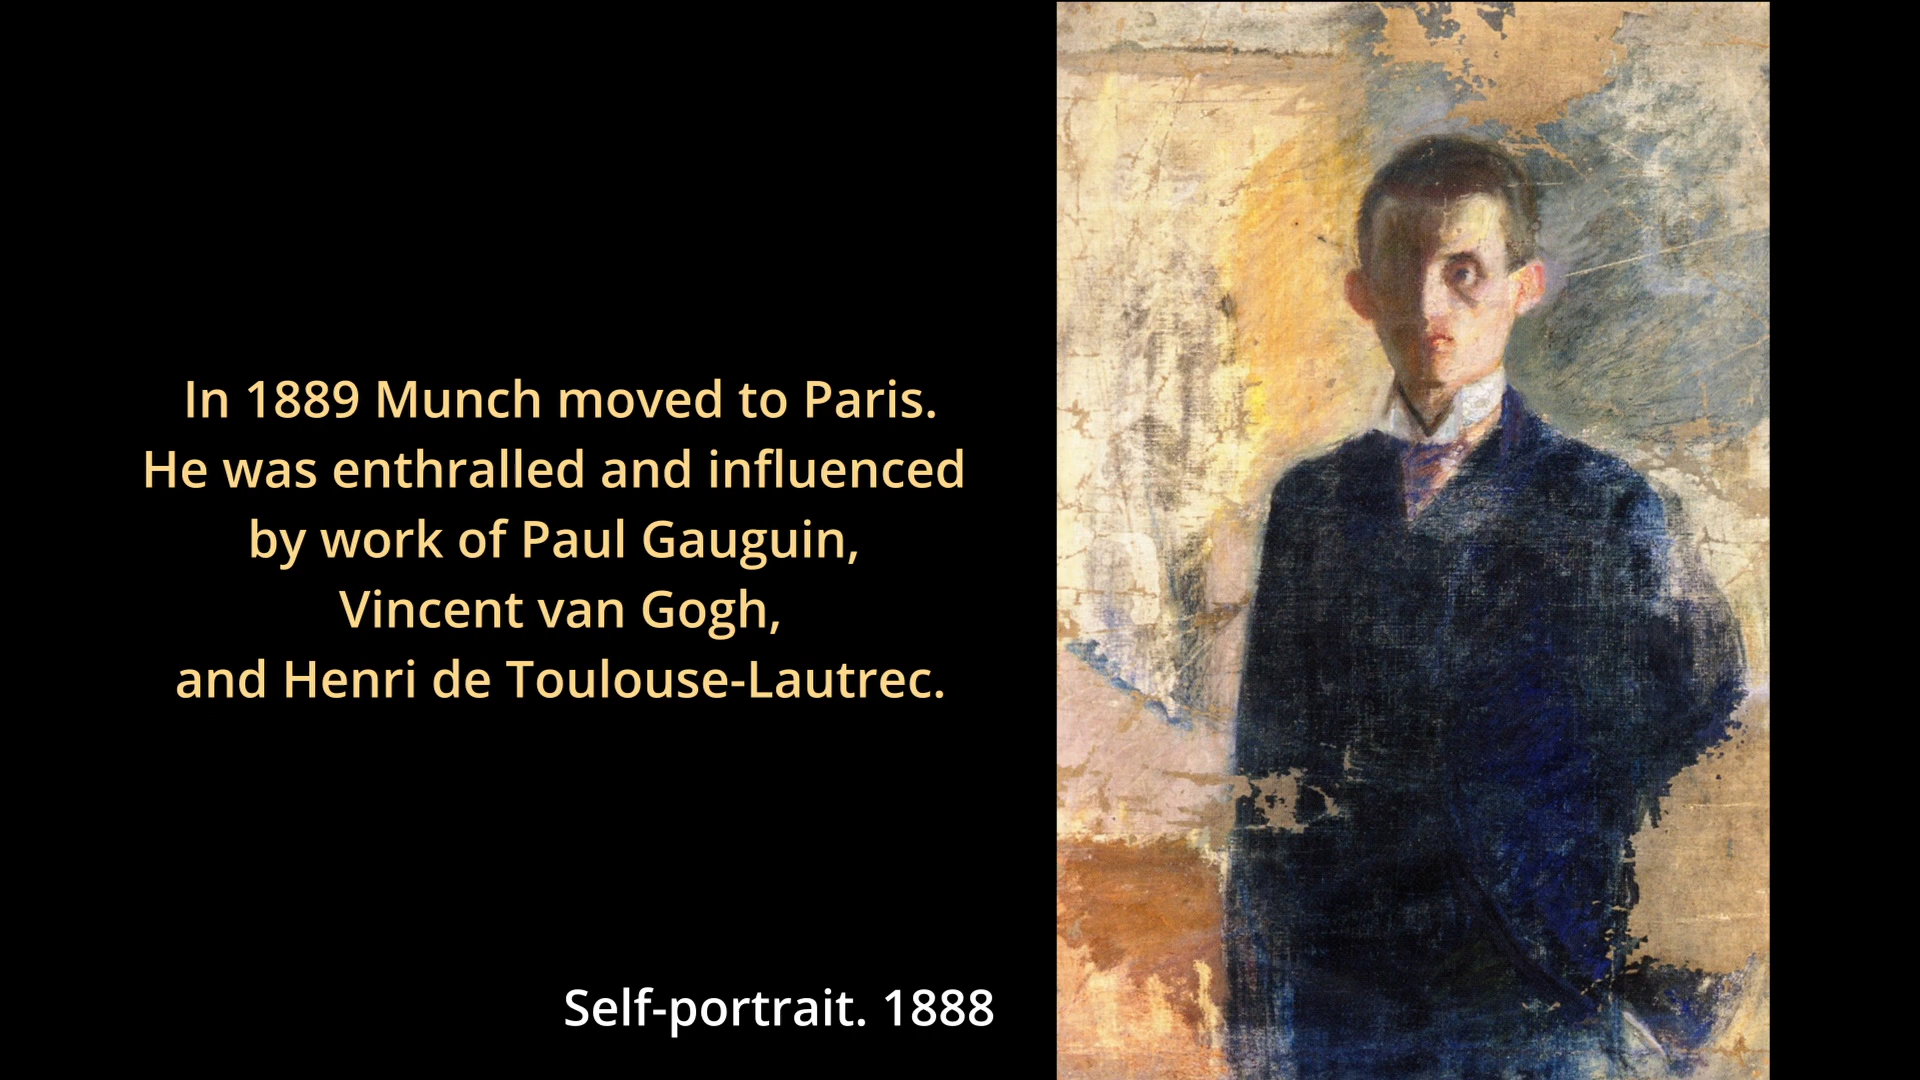 In 1889 Munch moved to Paris.
He was enthralled and influenced
by work of Paul Gauguin,
Vincent van Gogh,
and Henri de Toulouse-Lautrec.
Self-portrait. 1888